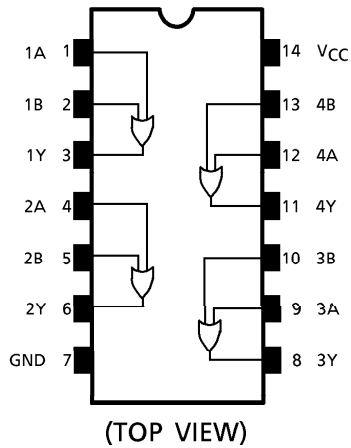 1A 1 14 VCC
1B 2 13 4B
1Y 3 12 4A
2A 4 11 4Y
2B 5 10 3B
2Y 6 9 3A
GND 7 8 3Y
(TOP VIEW)